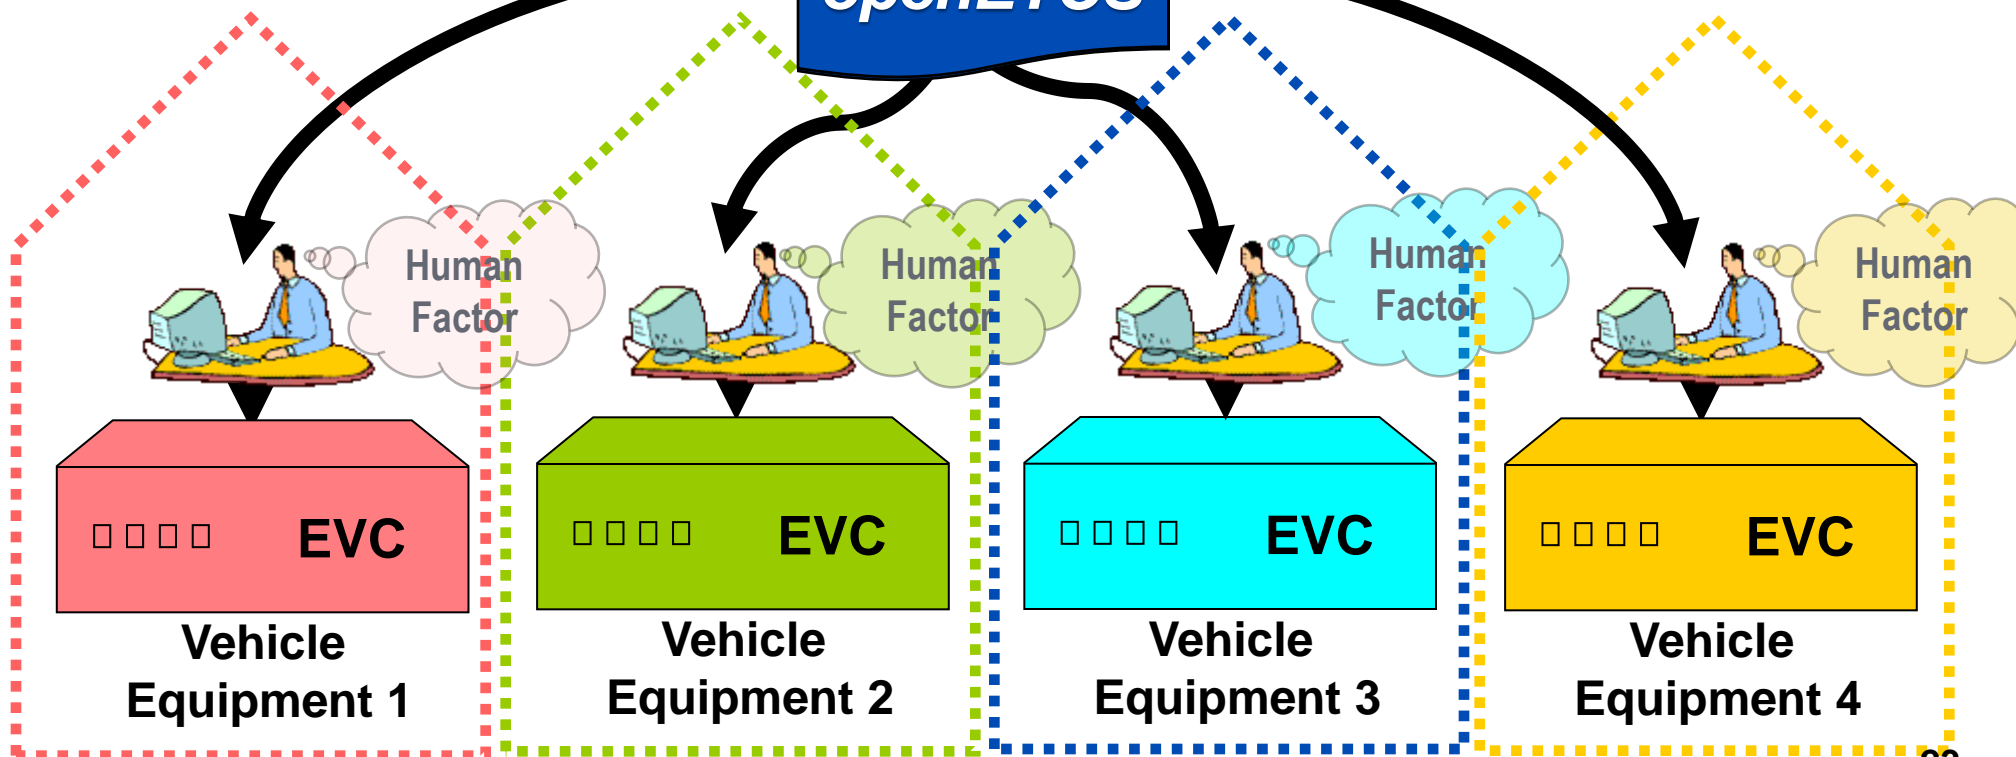 openETCS
Human
Factor
Human
Factor
Human
Factor
Human
Factor
EVC
EVC
EVC
EVC
Vehicle
Equipment 1
Vehicle
Equipment 2
Vehicle
Equipment 3
Vehicle
Equipment 4